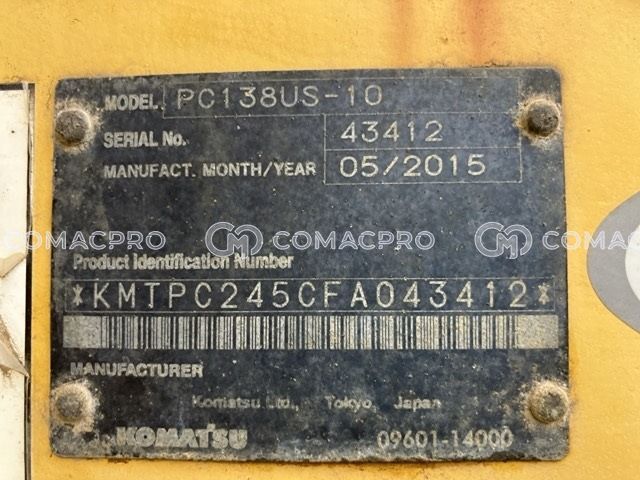 MODEL PC138US-10
SERIAL No. 43412
MANUFACT. MONTH/YEAR 05/2015
COMACPRO COMACPRO COMACPRO
Product Identification Number
*KMTPC245CFA043412*
MANUFACTURER
Komatsu Ltd., Tokyo, Japan
KOMATSU 09601-14000